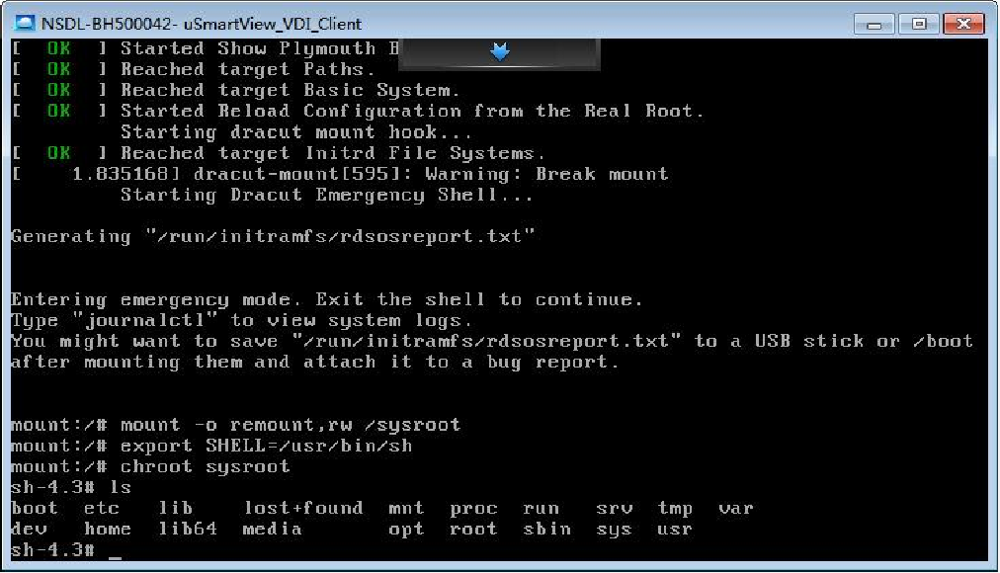 NSDL-BH500042- uSmartView_VDI_Client
[  OK  ] Started Show Plymouth
[  OK  ] Reached target Paths.
[  OK  ] Reached target Basic System.
[  OK  ] Started Reload Configuration from the Real Root.
         Starting dracut mount hook...
[  OK  ] Reached target Initrd File Systems.
[    1.835168] dracut-mount[595]: Warning: Break mount
         Starting Dracut Emergency Shell...
Generating "/run/initramfs/rdsosreport.txt"
Entering emergency mode. Exit the shell to continue.
Type "journalctl" to view system logs.
You might want to save "/run/initramfs/rdsosreport.txt" to a USB stick or /boot
after mounting them and attach it to a bug report.
mount:/# mount -o remount,rw /sysroot
mount:/# export SHELL=/usr/bin/sh
mount:/# chroot sysroot
sh-4.3# ls
boot  etc   lib    lost+found  mnt  proc  run   srv  tmp  var
dev   home  lib64  media       opt  root  sbin  sys  usr
sh-4.3# _